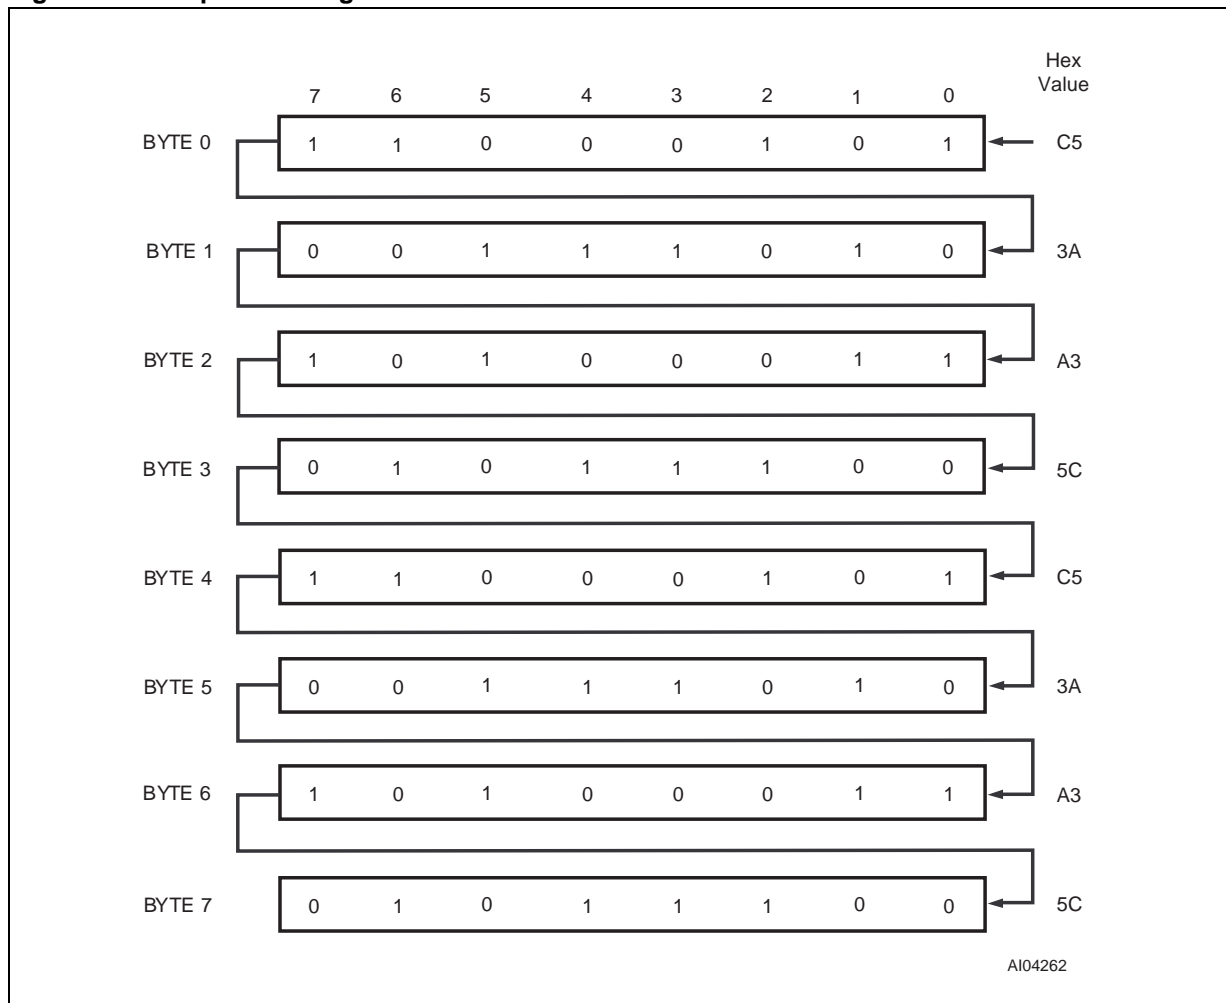 Hex
Value
7 6 5 4 3 2 1 0
BYTE 0 1 1 0 0 0 1 0 1 C5
BYTE 1 0 0 1 1 1 0 1 0 3A
BYTE 2 1 0 1 0 0 0 1 1 A3
BYTE 3 0 1 0 1 1 1 0 0 5C
BYTE 4 1 1 0 0 0 1 0 1 C5
BYTE 5 0 0 1 1 1 0 1 0 3A
BYTE 6 1 0 1 0 0 0 1 1 A3
BYTE 7 0 1 0 1 1 1 0 0 5C
AI04262